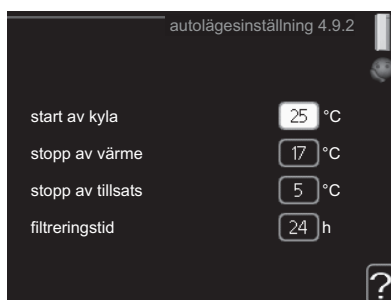 autolägesinställning 4.9.2
start av kyla 25 °C
stopp av värme 17 °C
stopp av tillsats 5 °C
filtreringstid 24 h
?